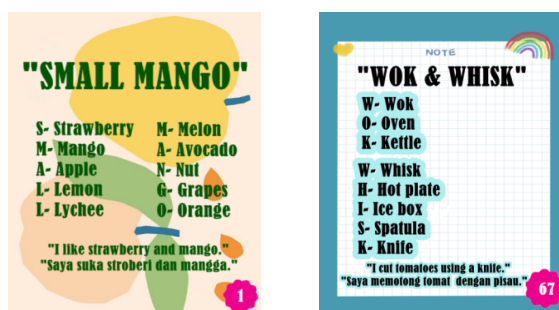 "SMALL MANGO"
S- Strawberry
M- Mango
A- Apple
L- Lemon
L- Lychee
M- Melon
A- Avocado
N- Nut
G- Grapes
O- Orange
"I like strawberry and mango."
"Saya suka stroberi dan mangga."
1
NOTE
"WOK & WHISK"
W- Wok
O- Oven
K- Kettle
W- Whisk
H- Hot plate
I- Ice box
S- Spatula
K- Knife
"I cut tomatoes using a knife."
"Saya memotong tomat dengan pisau."
67